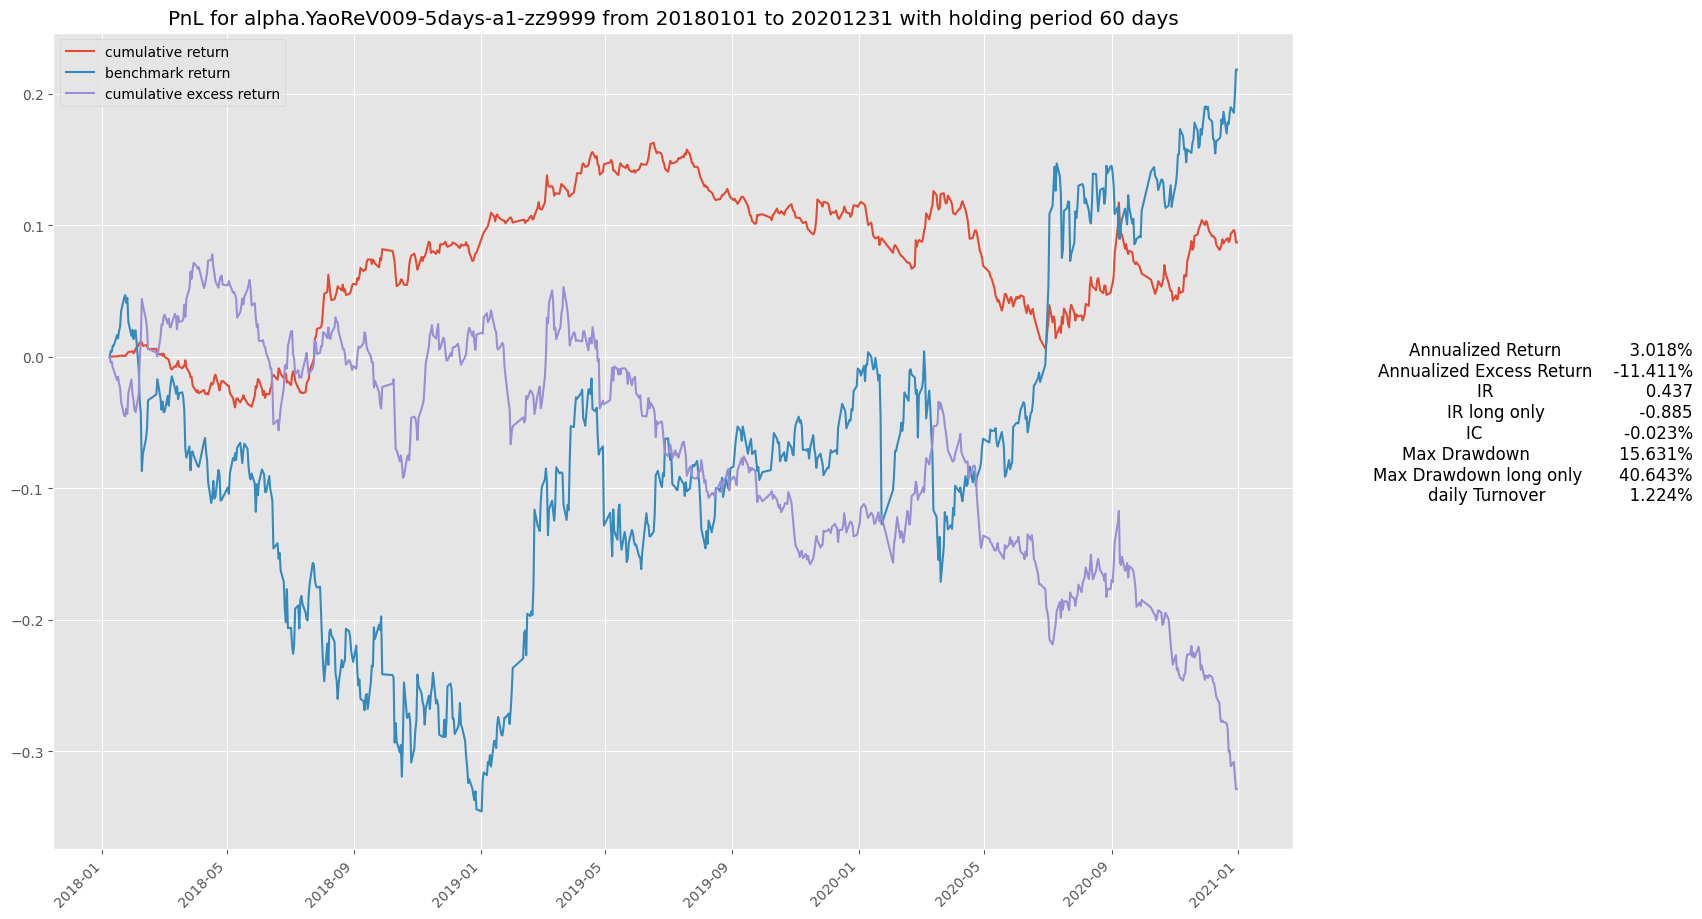 PnL for alpha.YaoReV009-5days-a1-zz9999 from 20180101 to 20201231 with holding period 60 days
cumulative return
benchmark return
cumulative excess return
0.2
0.1
0.0
−0.1
−0.2
−0.3
2018-01
2018-05
2018-09
2019-01
2019-05
2019-09
2020-01
2020-05
2020-09
2021-01
Annualized Return 3.018%
Annualized Excess Return -11.411%
IR 0.437
IR long only -0.885
IC -0.023%
Max Drawdown 15.631%
Max Drawdown long only 40.643%
daily Turnover 1.224%